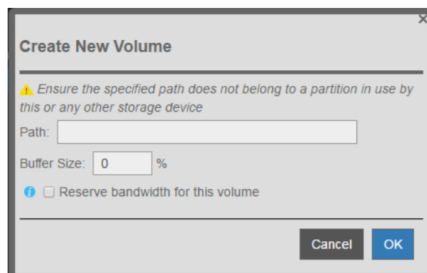 Create New Volume
Ensure the specified path does not belong to a partition in use by
this or any other storage device
Path:
Buffer Size: 0 %
Reserve bandwidth for this volume
Cancel OK